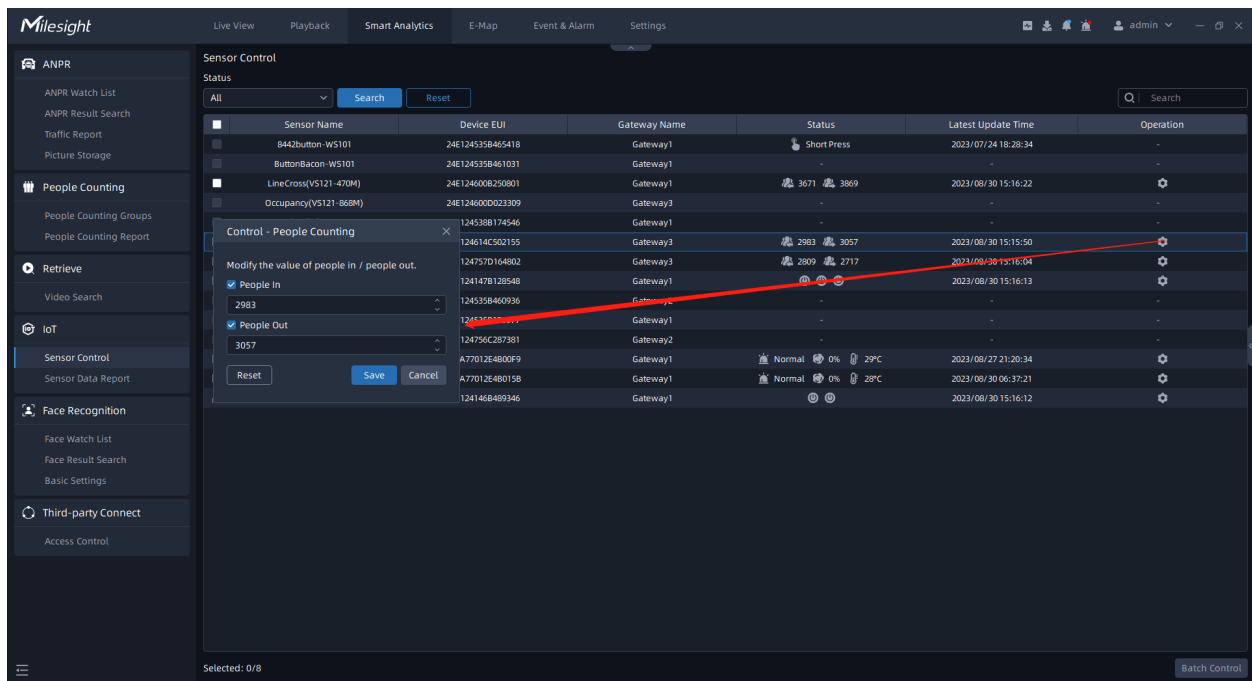 Milesight
Live View Playback Smart Analytics E-Map Event & Alarm Settings admin
ANPR
ANPR Watch List
ANPR Result Search
Traffic Report
Picture Storage
People Counting
People Counting Groups
People Counting Report
Retrieve
Video Search
IoT
Sensor Control
Sensor Data Report
Face Recognition
Face Watch List
Face Result Search
Basic Settings
Third-party Connect
Access Control
Sensor Control
Status
All Search Reset Search
Sensor Name Device EUI Gateway Name Status Latest Update Time Operation
8442button-WS101 24E124535B465418 Gateway1 Short Press 2023/07/24 18:28:34 -
ButtonBacon-WS101 24E124535B461031 Gateway1 - - -
LineCross(VS121-470M) 24E124600B250801 Gateway1 3671 3869 2023/08/30 15:16:22
Occupancy(VS121-868M) 24E124600D023309 Gateway3 - - -
124538B174546 Gateway1 - - -
124614C502155 Gateway3 2983 3057 2023/08/30 15:15:50
124757D164802 Gateway3 2809 2717 2023/08/30 15:16:04
124147B128548 Gateway1 2023/08/30 15:16:13
124535B460936 Gateway2 - - -
Gateway1 - - -
124756C287381 Gateway2 - - -
A77012E4B00F9 Gateway1 Normal 0% 29°C 2023/08/27 21:20:34
A77012E4B015B Gateway1 Normal 0% 28°C 2023/08/30 06:37:21
124146B489346 Gateway1 2023/08/30 15:16:12
Control - People Counting
Modify the value of people in / people out.
People In
2983
People Out
3057
Reset Save Cancel
Selected: 0/8 Batch Control